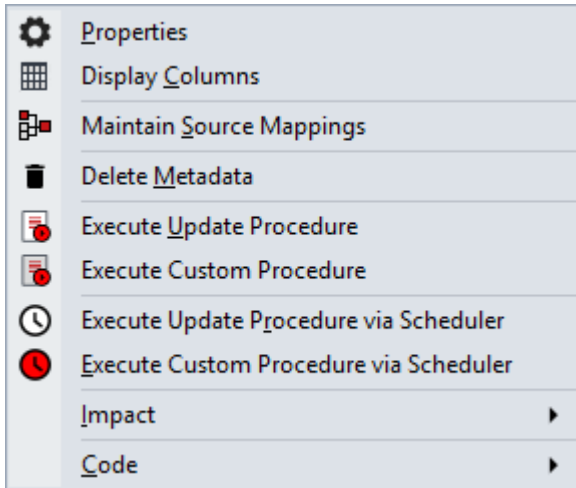 Properties
Display Columns
Maintain Source Mappings
Delete Metadata
Execute Update Procedure
Execute Custom Procedure
Execute Update Procedure via Scheduler
Execute Custom Procedure via Scheduler
Impact
Code